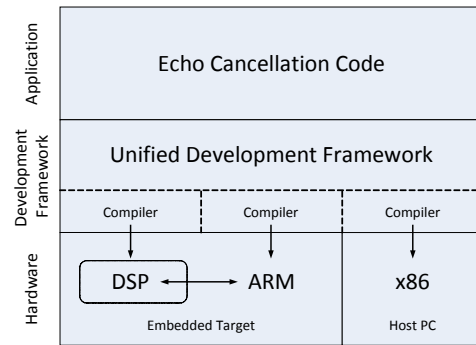 Application
Echo Cancellation Code
Development
Framework
Unified Development Framework
Compiler
Compiler
Compiler
Hardware
DSP
ARM
x86
Embedded Target
Host PC